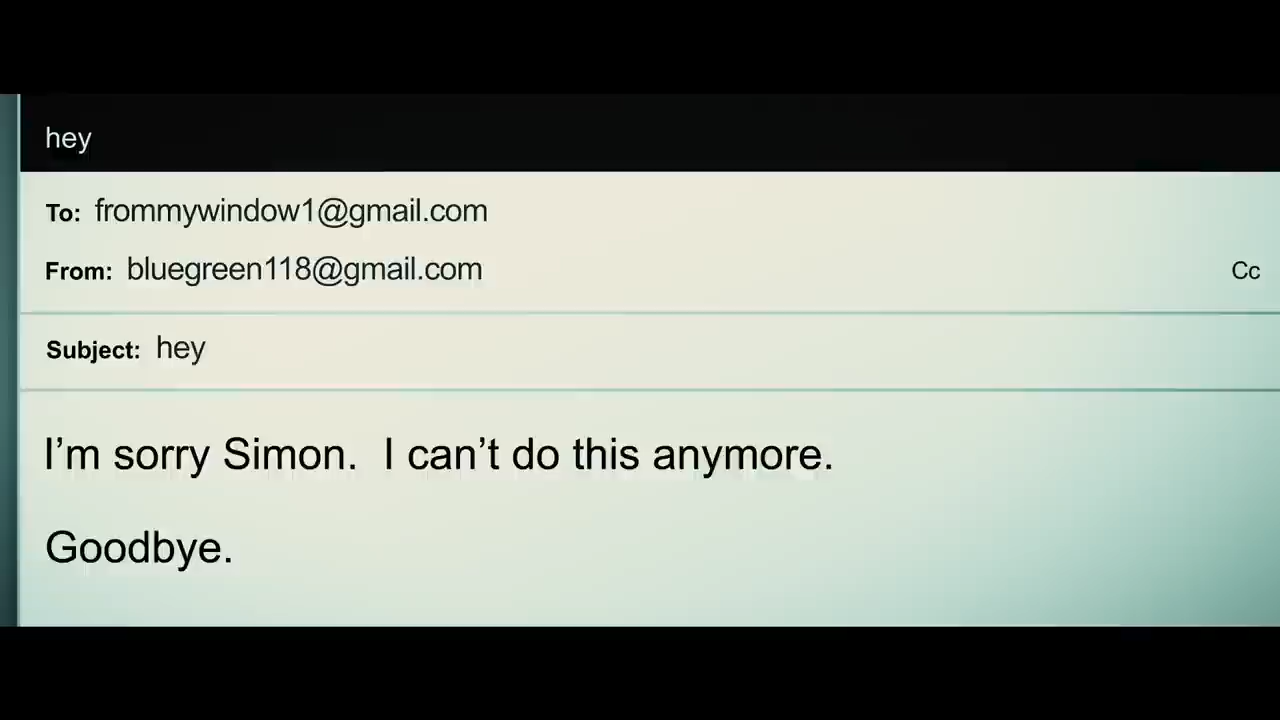 hey
To: frommywindow1@gmail.com
From: bluegreen118@gmail.com
Cc
Subject: hey
I’m sorry Simon.  I can’t do this anymore.
Goodbye.